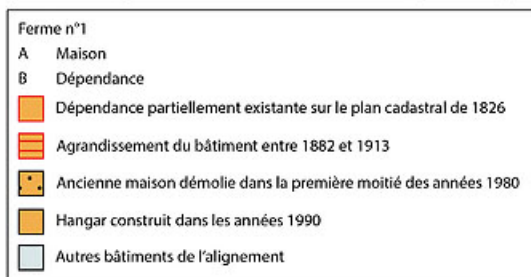 Ferme n°1
A Maison
B Dépendance
Dépendance partiellement existante sur le plan cadastral de 1826
Agrandissement du bâtiment entre 1882 et 1913
Ancienne maison démolie dans la première moitié des années 1980
Hangar construit dans les années 1990
Autres bâtiments de l'alignement